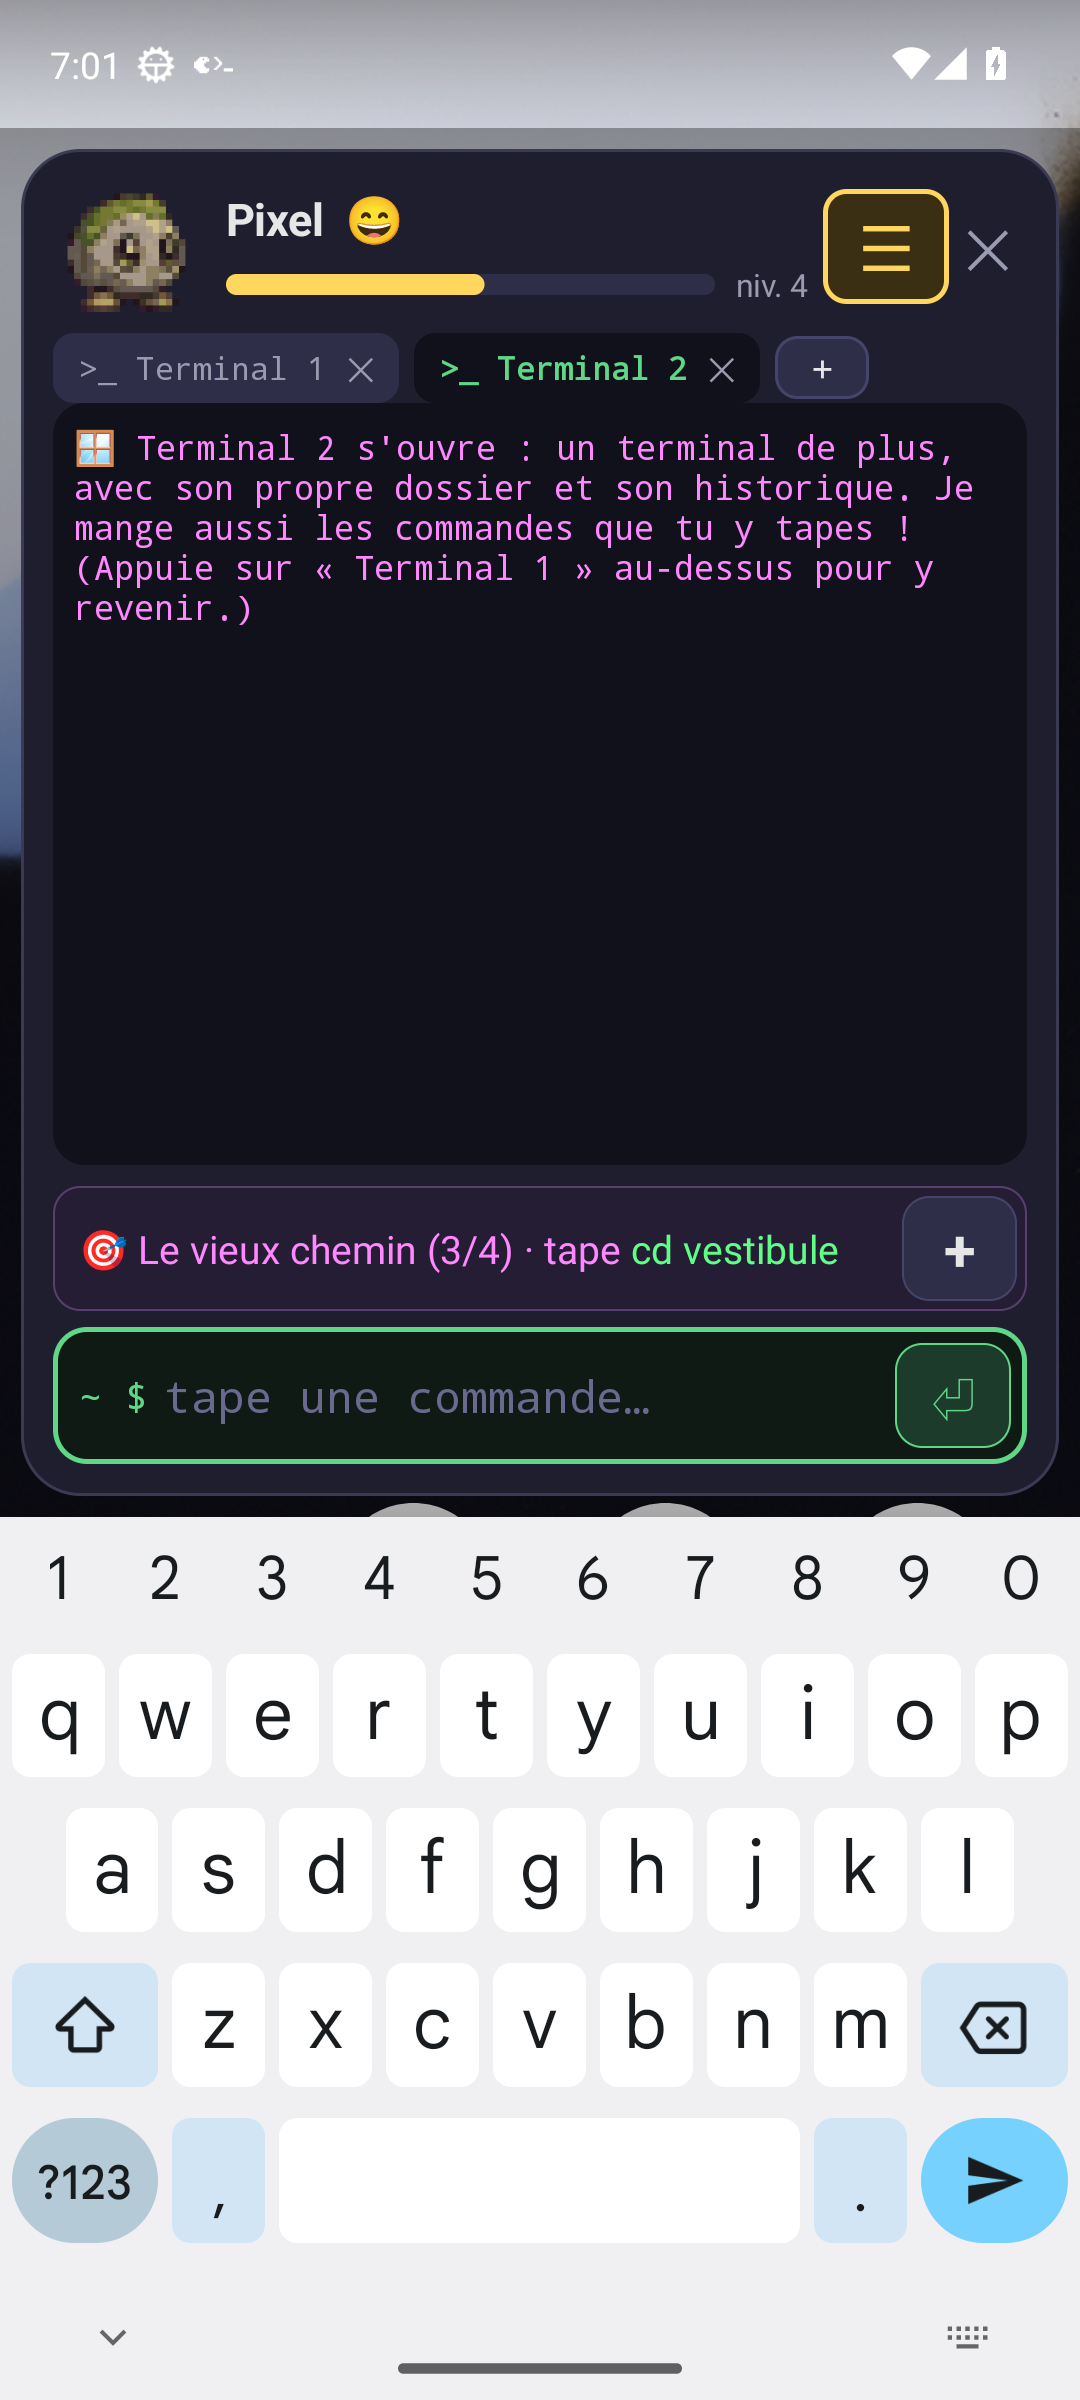 7:01
Pixel 😄
niv. 4
>_ Terminal 1
>_ Terminal 2
+
🪟 Terminal 2 s'ouvre : un terminal de plus,
avec son propre dossier et son historique. Je
mange aussi les commandes que tu y tapes !
(Appuie sur « Terminal 1 » au-dessus pour y
revenir.)
🎯 Le vieux chemin (3/4) · tape cd vestibule
~ $ tape une commande…
1 2 3 4 5 6 7 8 9 0
q w e r t y u i o p
a s d f g h j k l
z x c v b n m
?123 , .